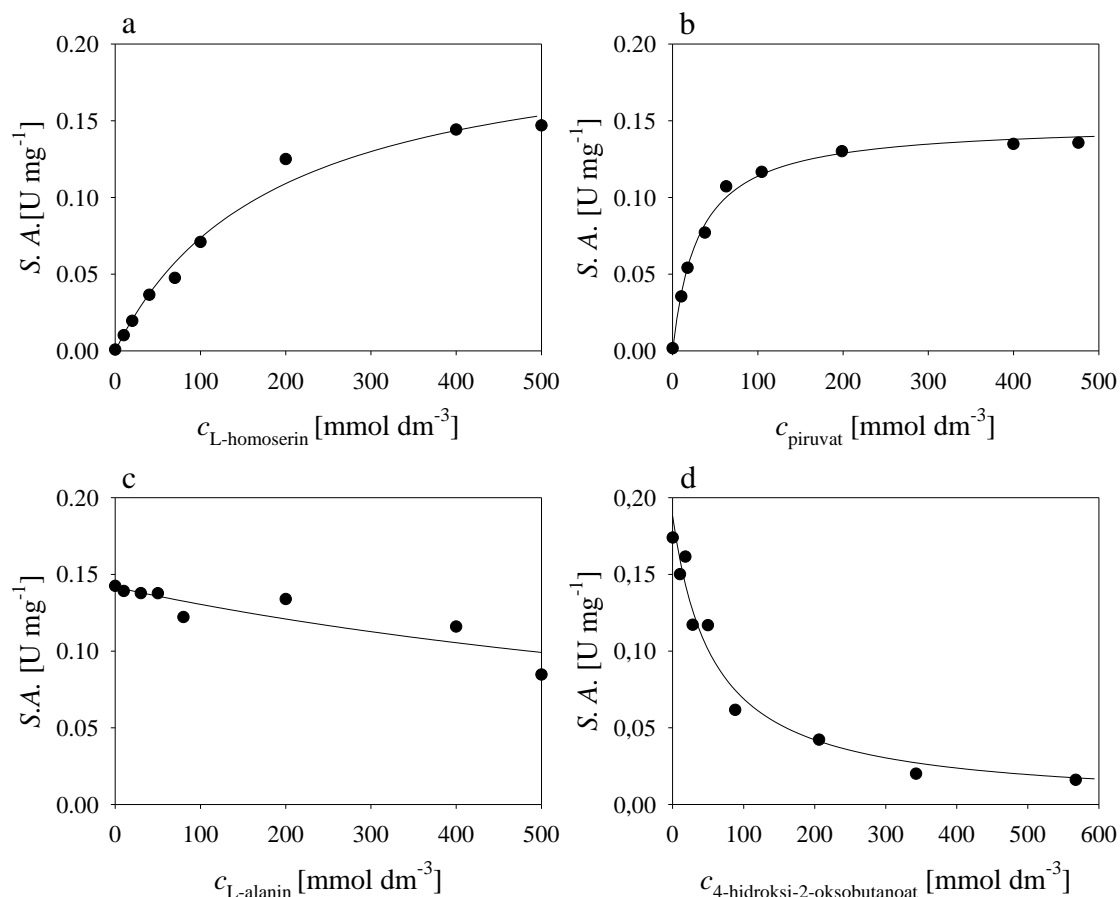 a
0.20
0.15
0.10
0.05
0.00
S. A.[U mg⁻¹]
0 100 200 300 400 500
c L-homoserin [mmol dm⁻³]
b
0.20
0.15
0.10
0.05
0.00
S. A. [U mg⁻¹]
0 100 200 300 400 500
c piruvat [mmol dm⁻³]
c
0.20
0.15
0.10
0.05
0.00
S.A. [U mg⁻¹]
0 100 200 300 400 500
c L-alanin [mmol dm⁻³]
d
0,20
0,15
0,10
0,05
0,00
S. A. [U mg⁻¹]
0 100 200 300 400 500 600
c 4-hidroksi-2-oksobutanoat [mmol dm⁻³]